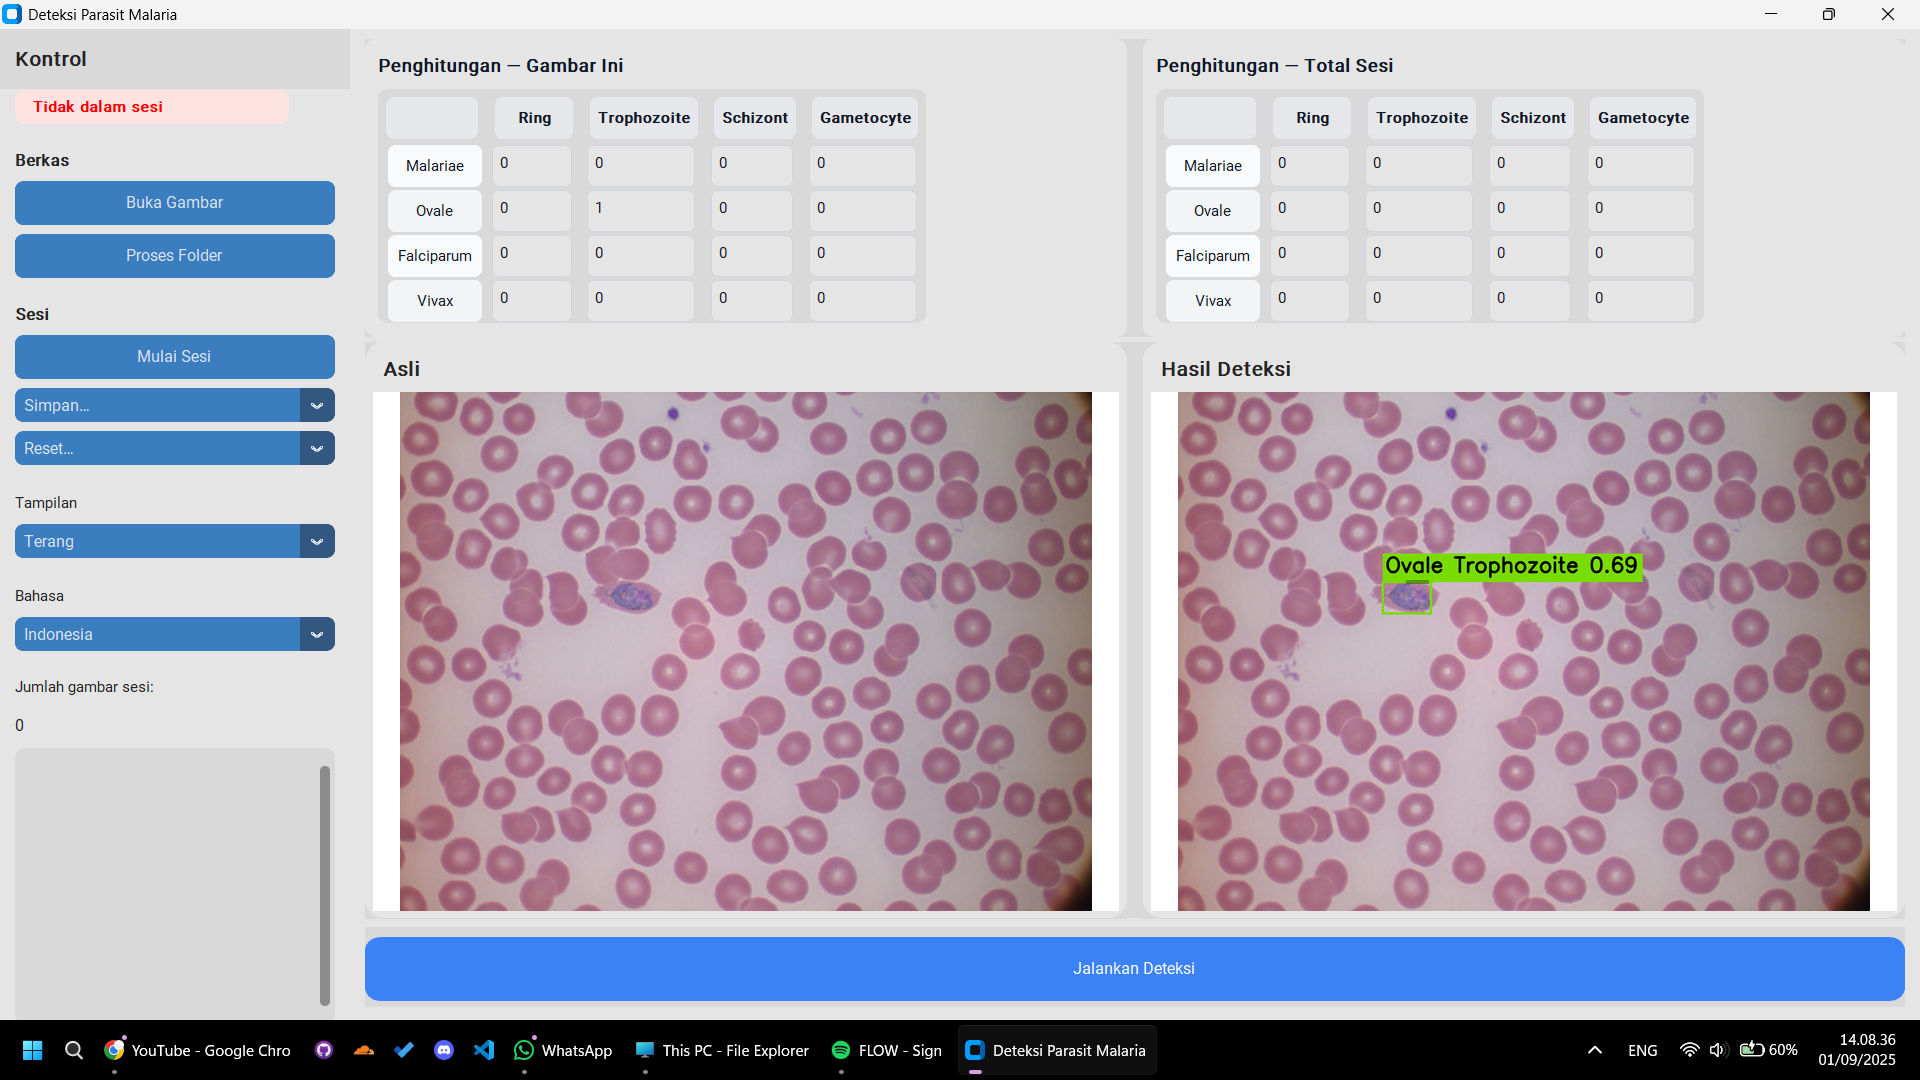 Deteksi Parasit Malaria
Kontrol
Tidak dalam sesi
Berkas
Buka Gambar
Proses Folder
Sesi
Mulai Sesi
Simpan...
Reset...
Tampilan
Terang
Bahasa
Indonesia
Jumlah gambar sesi:
0
Penghitungan — Gambar Ini
Ring Trophozoite Schizont Gametocyte
Malariae 0 0 0 0
Ovale 0 1 0 0
Falciparum 0 0 0 0
Vivax 0 0 0 0
Penghitungan — Total Sesi
Ring Trophozoite Schizont Gametocyte
Malariae 0 0 0 0
Ovale 0 0 0 0
Falciparum 0 0 0 0
Vivax 0 0 0 0
Asli
Hasil Deteksi
Ovale Trophozoite 0.69
Jalankan Deteksi
YouTube - Google Chro
WhatsApp
This PC - File Explorer
FLOW - Sign
Deteksi Parasit Malaria
ENG
60%
14.08.36
01/09/2025